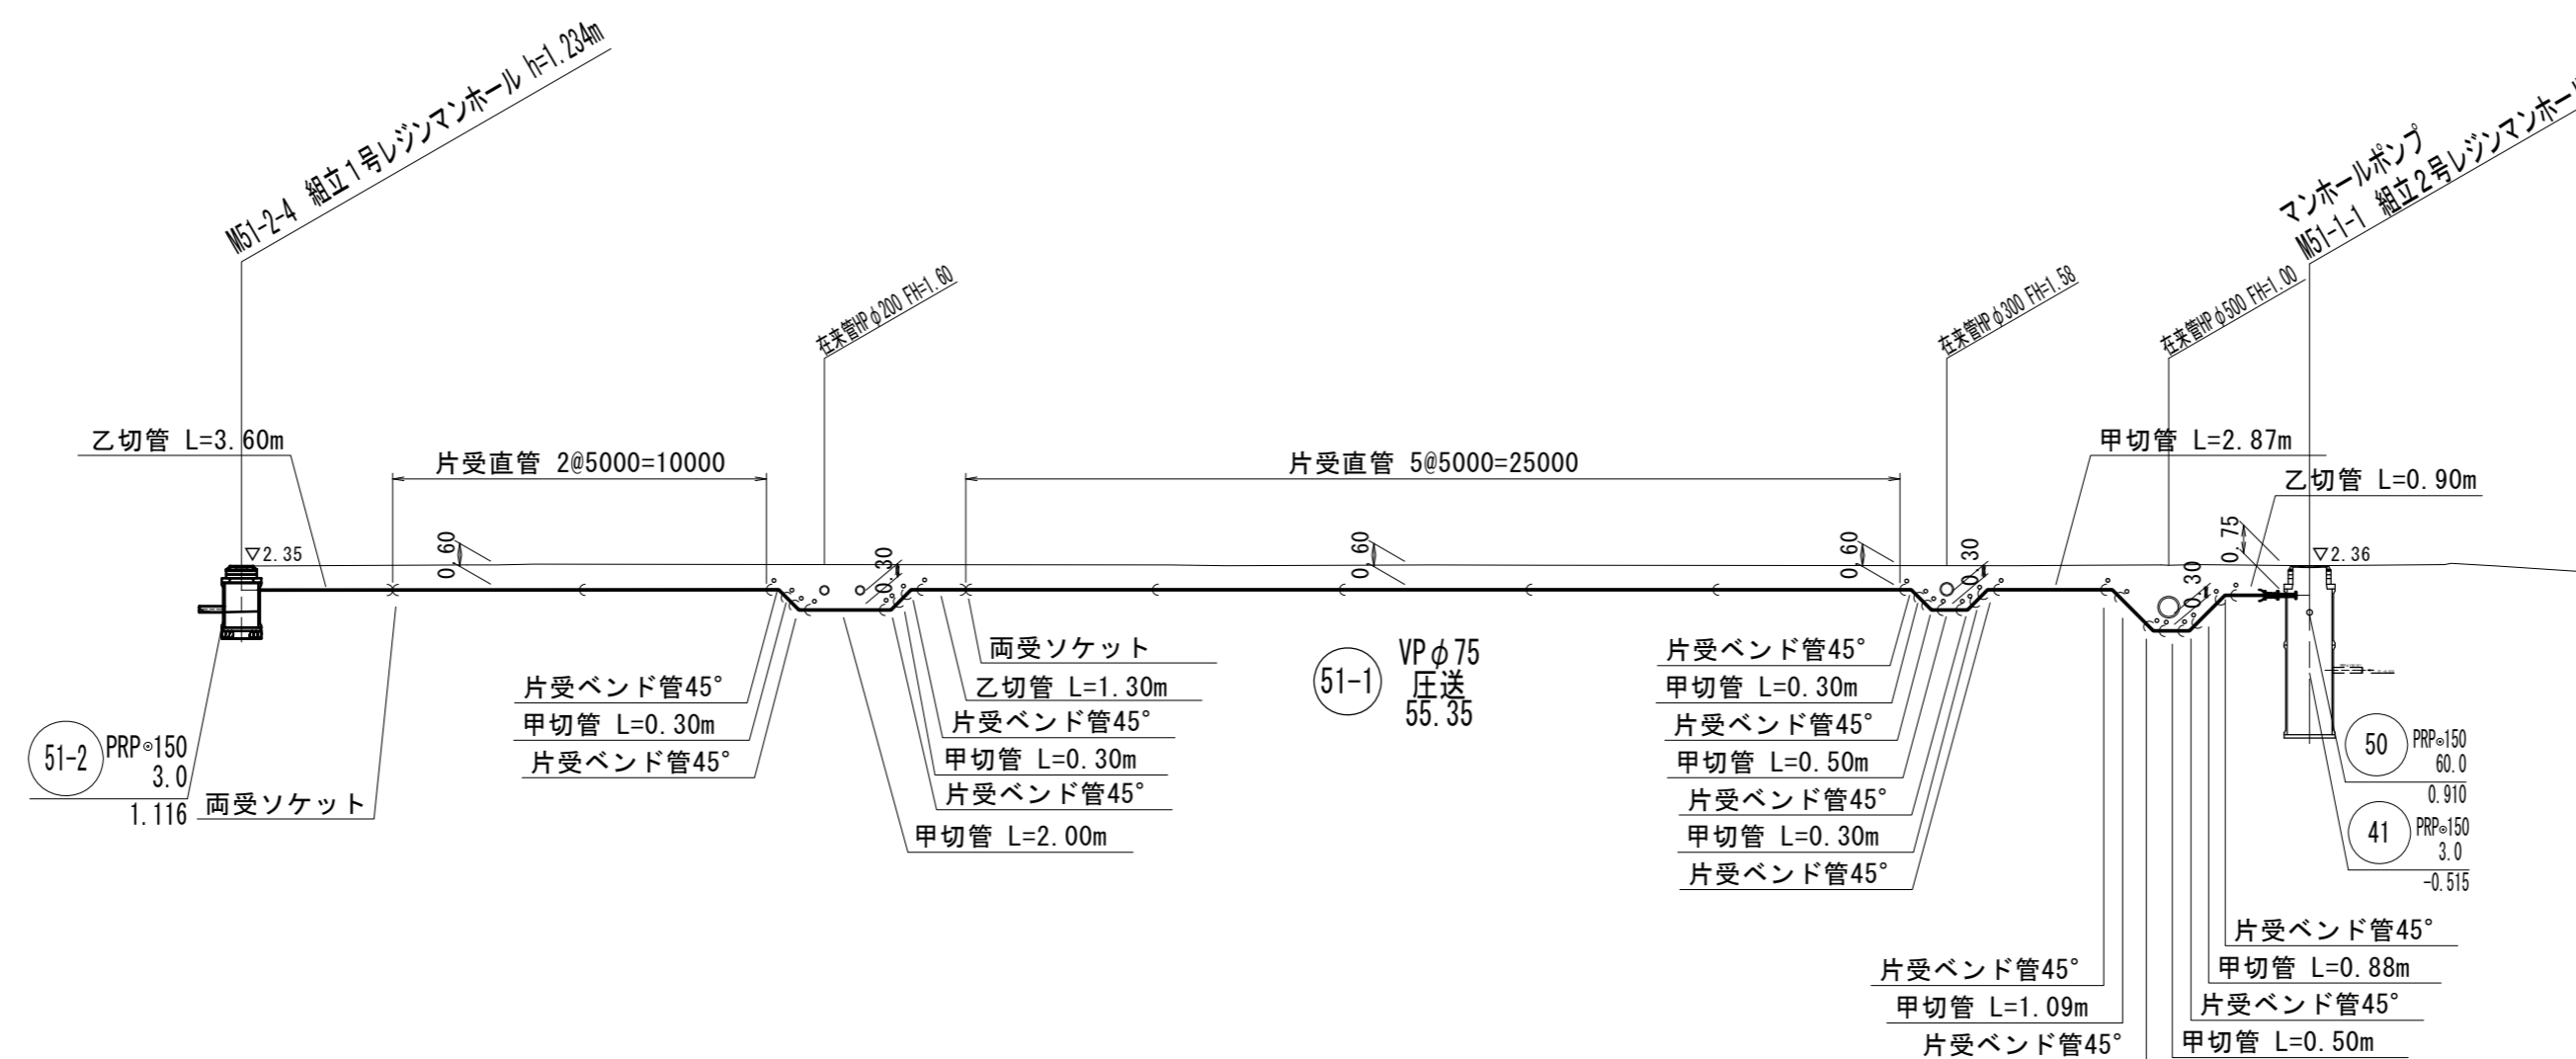 M51-2-4 組立1号レジンマンホール h=1.234m
マンホールポンプ
M51-1-1 組立2号レジンマンホール
在来管HPφ200 FH=1.60
在来管HPφ300 FH=1.58
在来管HPφ500 FH=1.00
乙切管 L=3.60m
片受直管 2@5000=10000
片受直管 5@5000=25000
甲切管 L=2.87m
乙切管 L=0.90m
▽2.35
0.60
0.30
0.60
0.60
0.30
0.30
0.75
▽2.36
両受ソケット
乙切管 L=1.30m
片受ベンド管45°
甲切管 L=0.30m
片受ベンド管45°
甲切管 L=2.00m
片受ベンド管45°
甲切管 L=0.30m
片受ベンド管45°
51-1
VPφ75
圧送
55.35
片受ベンド管45°
甲切管 L=0.30m
片受ベンド管45°
甲切管 L=0.50m
片受ベンド管45°
甲切管 L=0.30m
片受ベンド管45°
51-2
PRP◎150
3.0
1.116
両受ソケット
50
PRP◎150
60.0
0.910
41
PRP◎150
3.0
-0.515
片受ベンド管45°
甲切管 L=0.88m
片受ベンド管45°
甲切管 L=0.50m
片受ベンド管45°
甲切管 L=1.09m
片受ベンド管45°